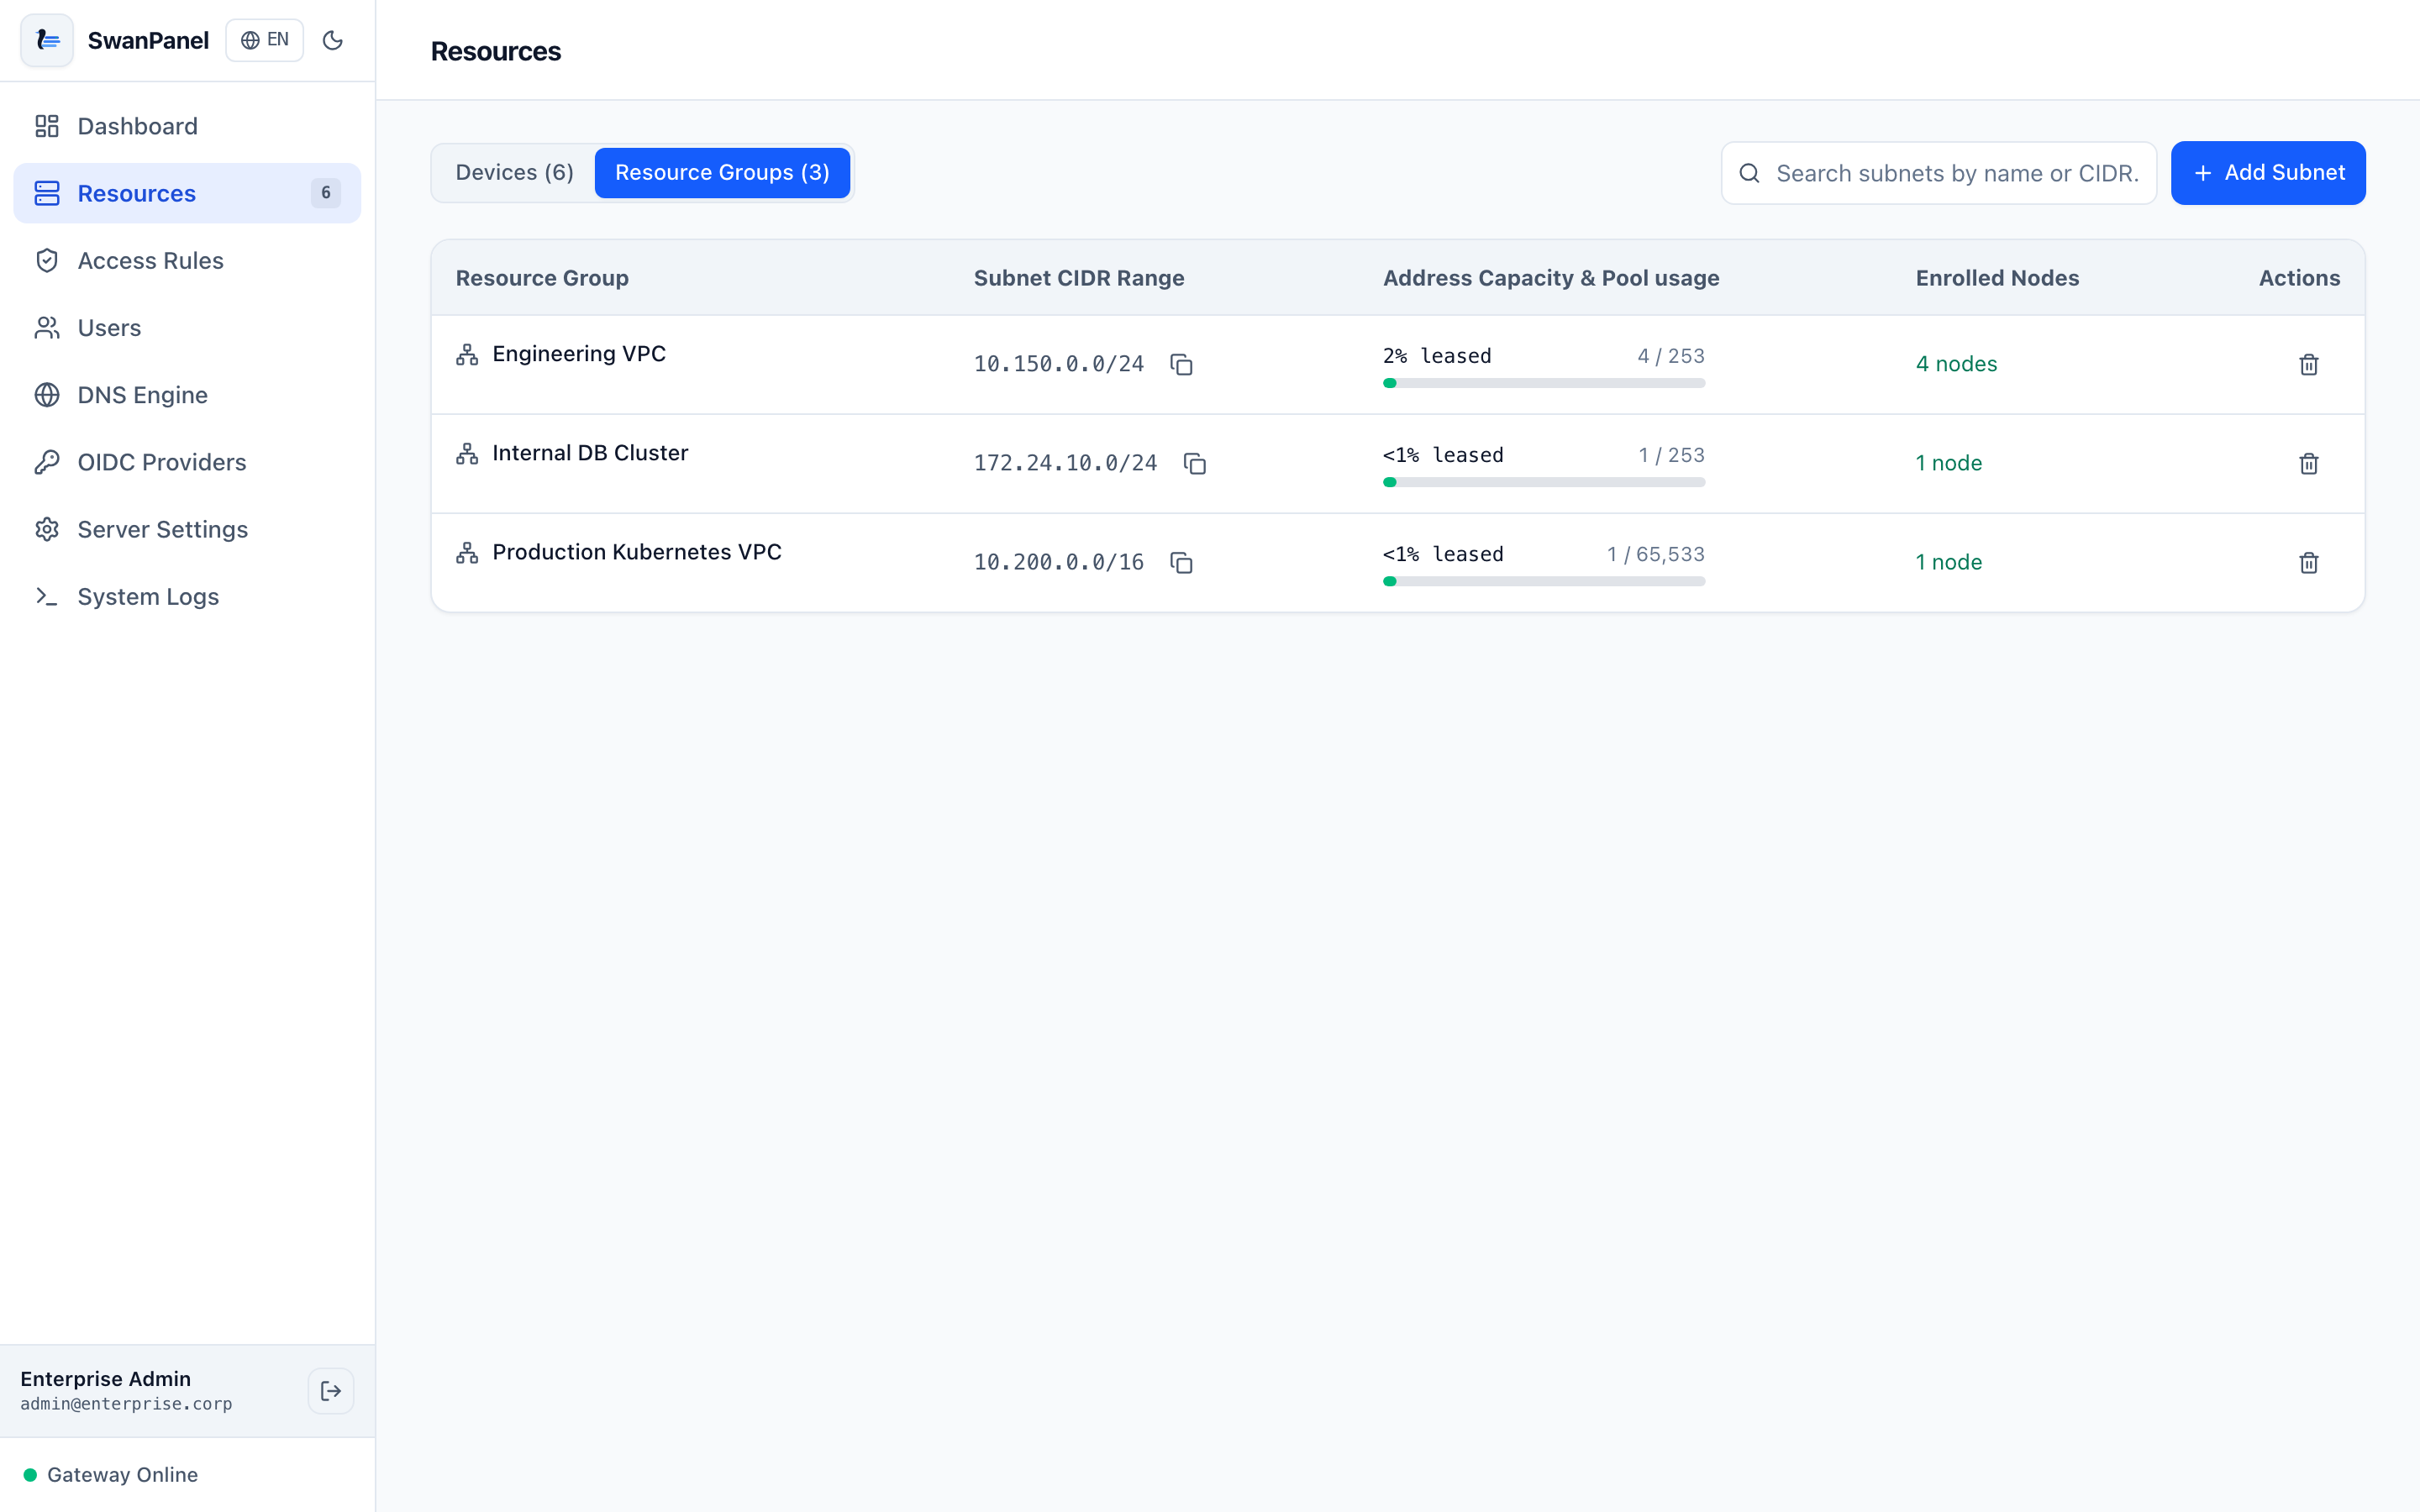 SwanPanel
EN
Dashboard
Resources
6
Access Rules
Users
DNS Engine
OIDC Providers
Server Settings
System Logs
Enterprise Admin
admin@enterprise.corp
Gateway Online
Resources
Devices (6)
Resource Groups (3)
Search subnets by name or CIDR.
+ Add Subnet
Resource Group Subnet CIDR Range Address Capacity & Pool usage Enrolled Nodes Actions
Engineering VPC 10.150.0.0/24 2% leased 4 / 253 4 nodes
Internal DB Cluster 172.24.10.0/24 <1% leased 1 / 253 1 node
Production Kubernetes VPC 10.200.0.0/16 <1% leased 1 / 65,533 1 node